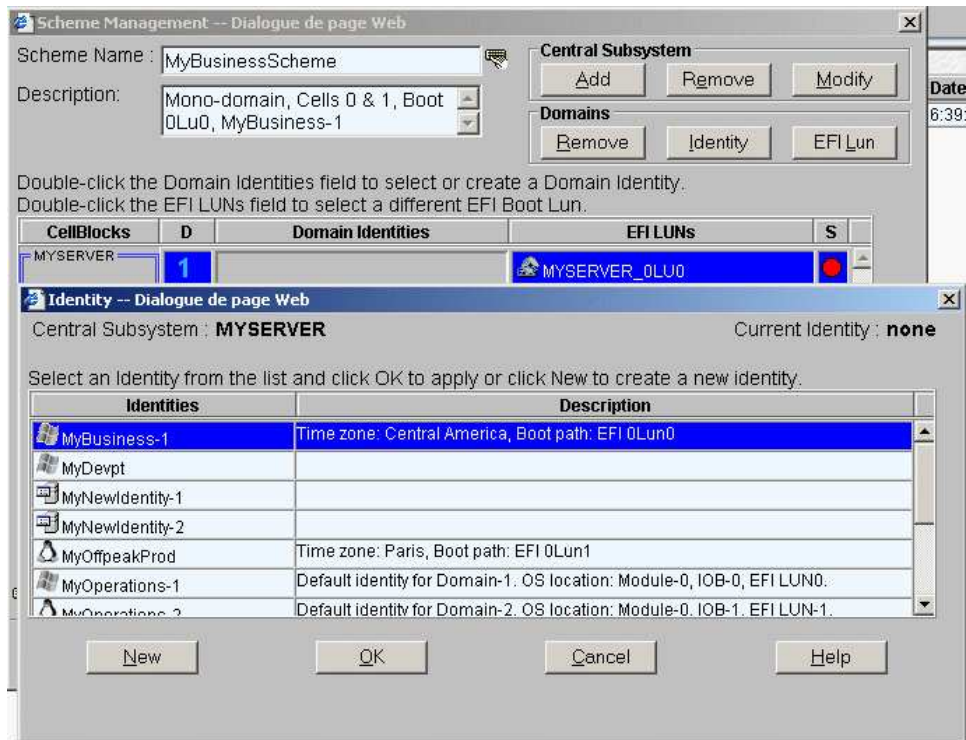 Scheme Management -- Dialogue de page Web
Scheme Name : MyBusinessScheme
Central Subsystem
Add Remove Modify
Description: Mono-domain, Cells 0 & 1, Boot
0Lu0, MyBusiness-1
Domains
Remove Identity EFI Lun
Date
6:39:
Double-click the Domain Identities field to select or create a Domain Identity.
Double-click the EFI LUNs field to select a different EFI Boot Lun.
CellBlocks D Domain Identities EFI LUNs S
MYSERVER 1 MYSERVER_0LU0
Identity -- Dialogue de page Web
Central Subsystem : MYSERVER Current Identity : none
Select an Identity from the list and click OK to apply or click New to create a new identity.
Identities Description
MyBusiness-1 Time zone: Central America, Boot path: EFI 0Lun0
MyDevpt
MyNewIdentity-1
MyNewIdentity-2
MyOffpeakProd Time zone: Paris, Boot path: EFI 0Lun1
MyOperations-1 Default identity for Domain-1. OS location: Module-0, IOB-0, EFI LUN0.
MyOperations-2 Default identity for Domain-2. OS location: Module-0, IOB-1, EFI LUN-1.
New OK Cancel Help